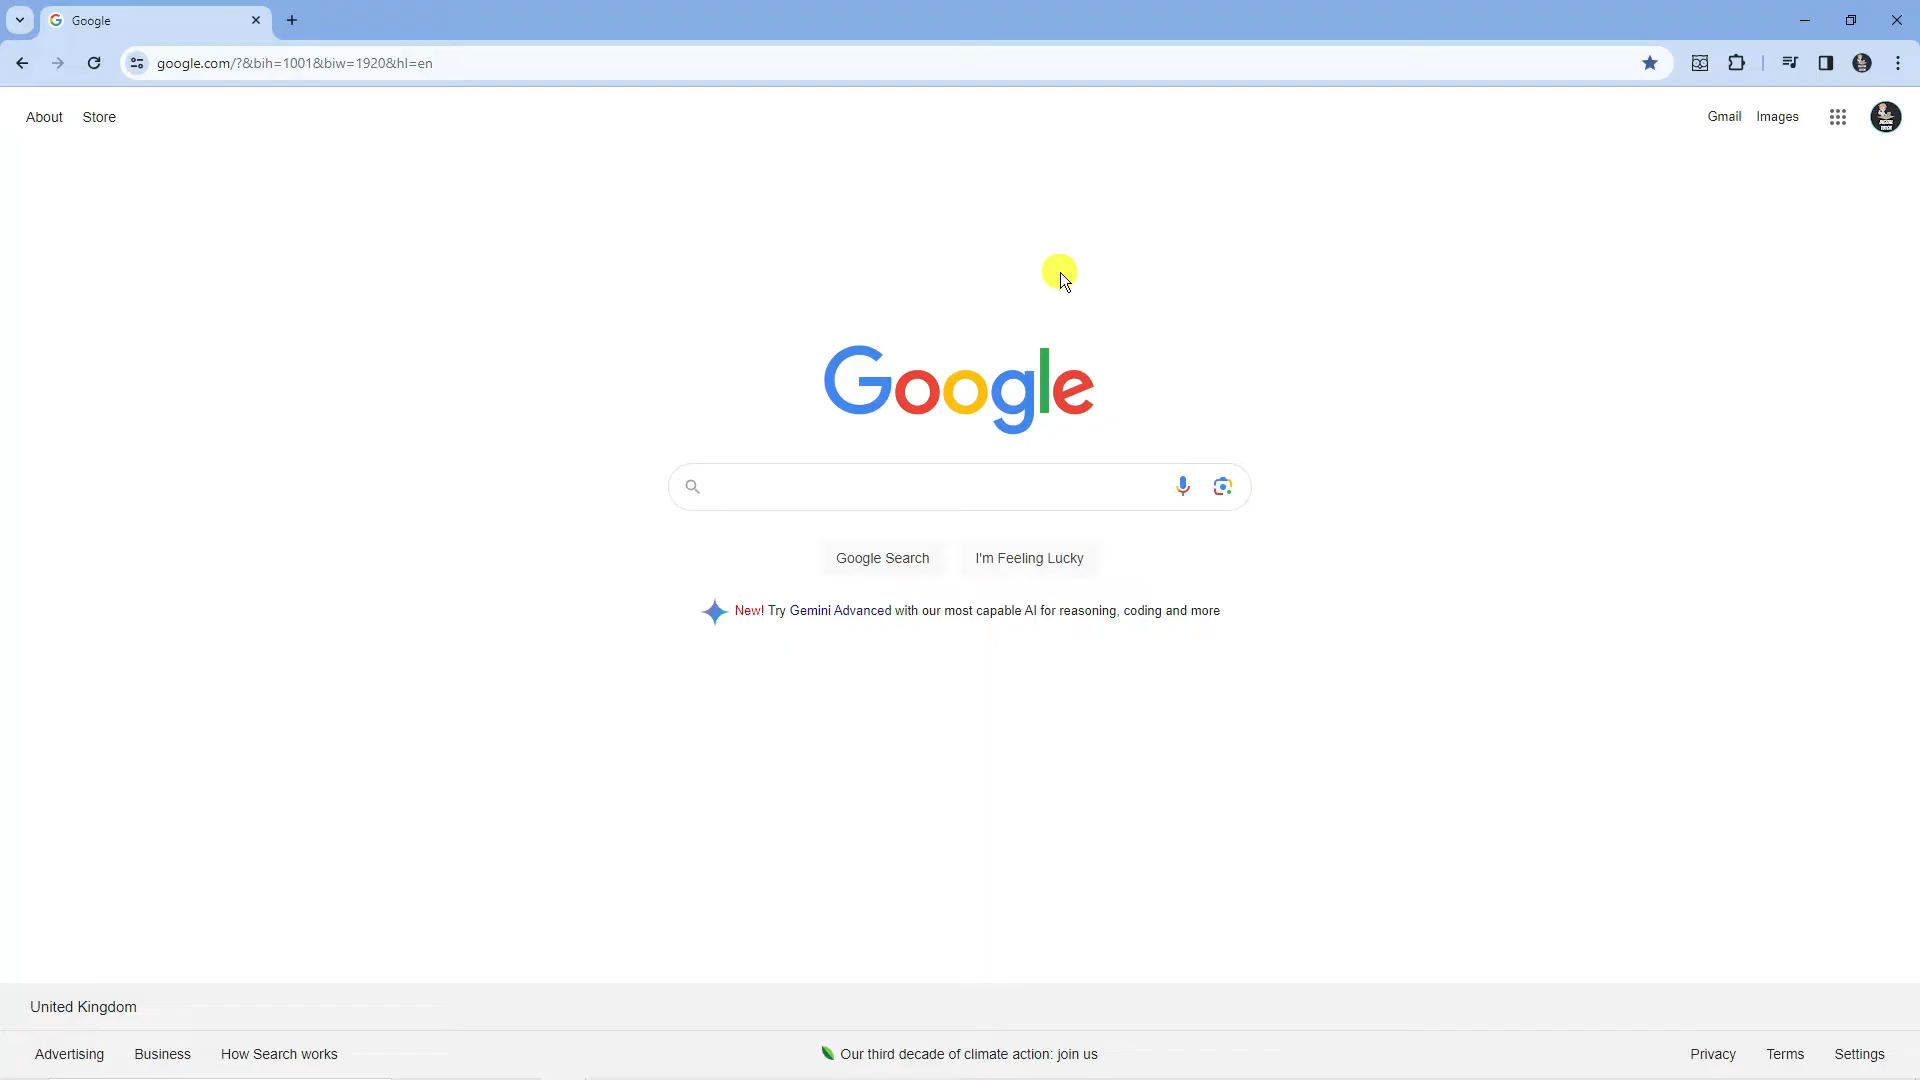 Google
google.com/?&bih=1001&biw=1920&hl=en
About Store
Gmail Images
Google
Google Search I'm Feeling Lucky
New! Try Gemini Advanced with our most capable AI for reasoning, coding and more
United Kingdom
Advertising Business How Search works
Our third decade of climate action: join us
Privacy Terms Settings